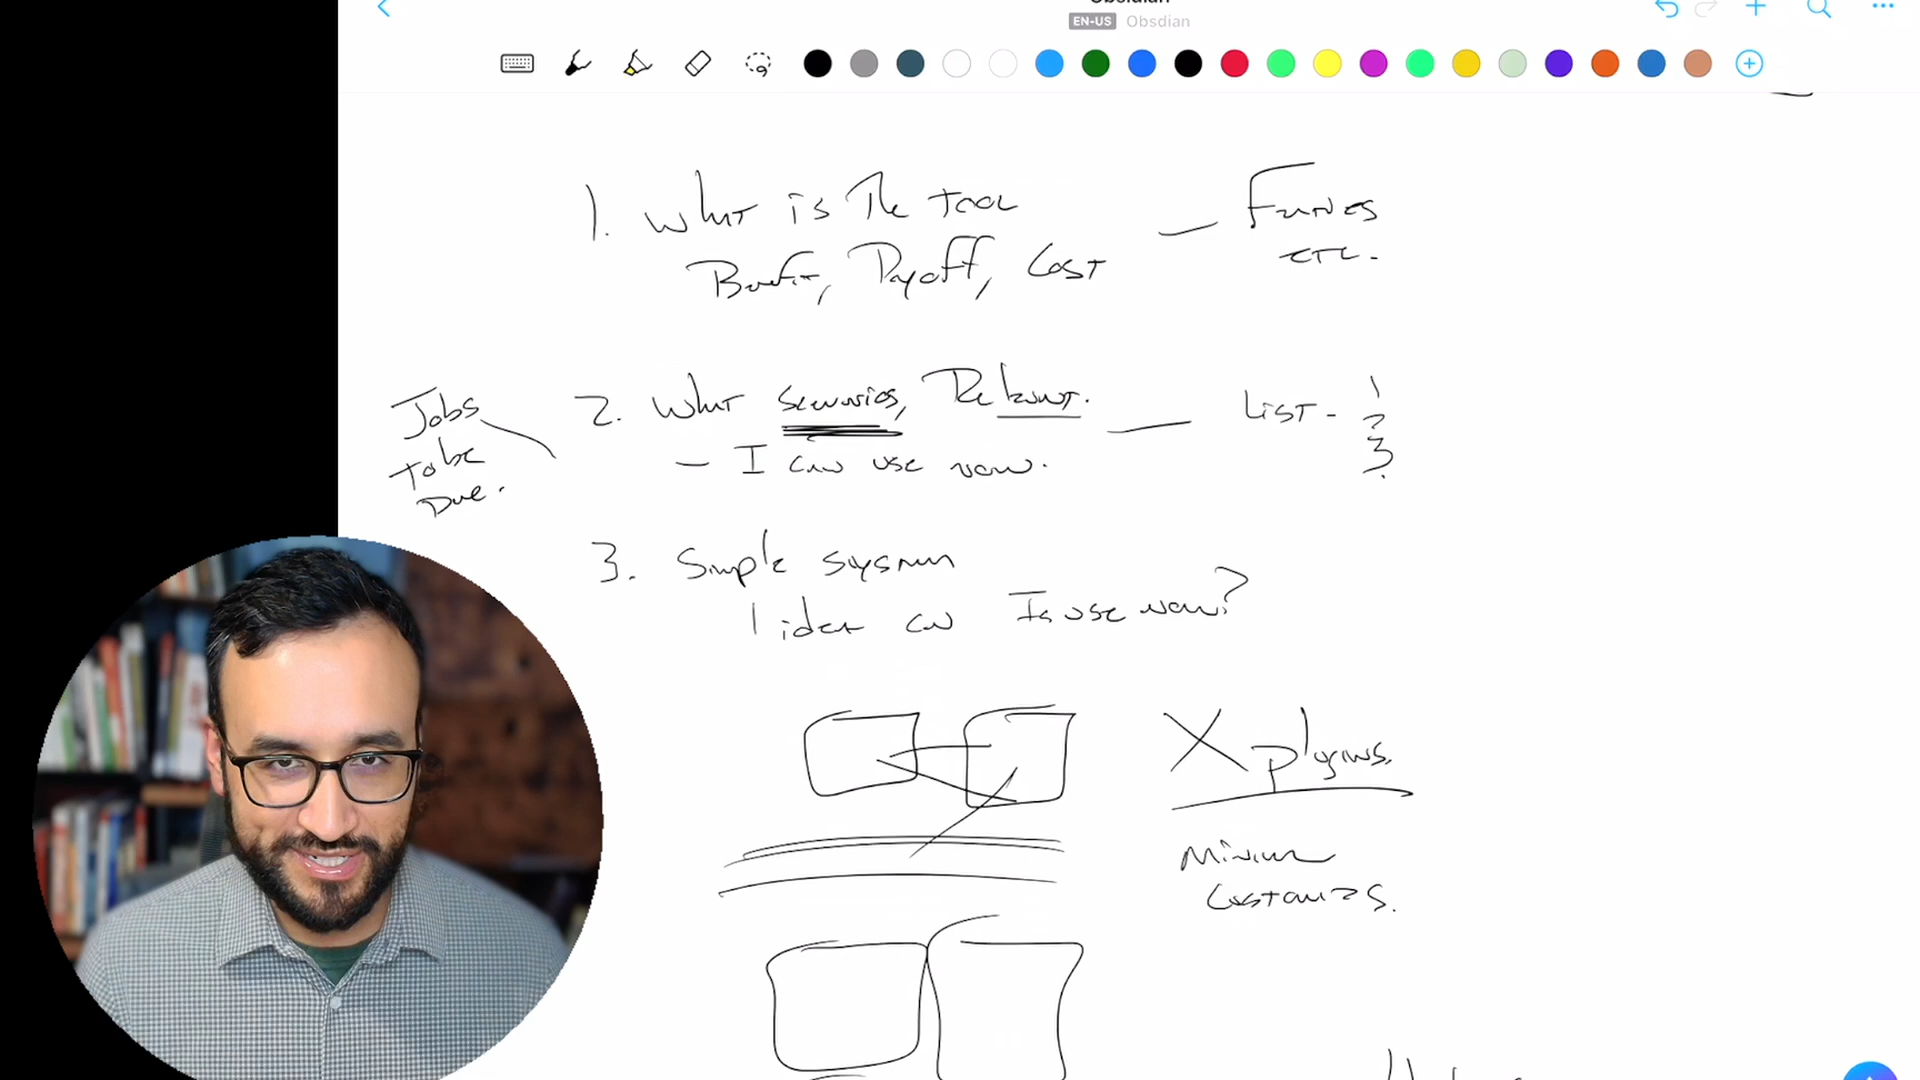 Obsidian
EN-US Obsdian
1. What is The Tool — Features
Benefit, Payoff, Cost etc.
Jobs
To be
Done.
2. What scenarios, Relevant. — List - 1
2
3
— I can use now.
3. Simple system
1 idea can I use now?
X plugins.
Minimum
Customizs.